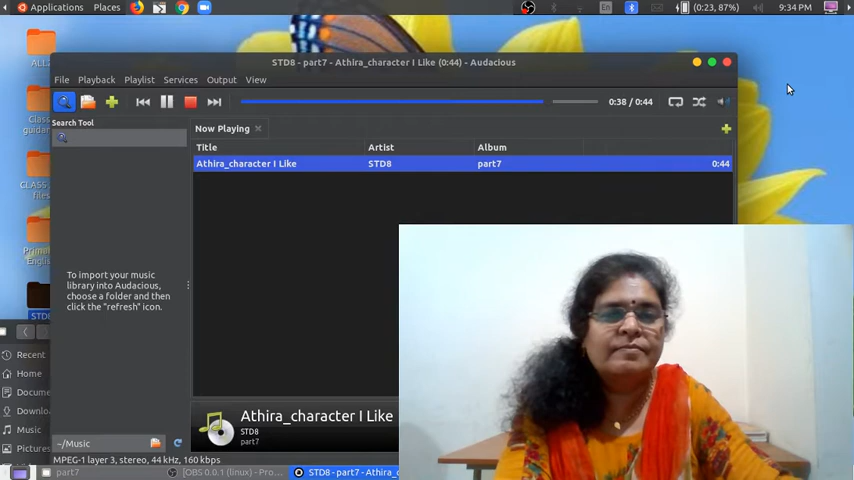 Applications Places En (0:23, 87%) 9:34 PM
STD8 - part7 - Athira_character I Like (0:44) - Audacious
File Playback Playlist Services Output View
0:38 / 0:44
Search Tool
Now Playing
Title Artist Album
Athira_character I Like STD8 part7 0:44
To import your music
library into Audacious,
choose a folder and then
click the "refresh" icon.
Recent
Home
Docume
Downlo
Music
Pictures
~/Music
Athira_character I Like
STD8
part7
MPEG-1 layer 3, stereo, 44 kHz, 160 kbps
part7 [OBS 0.0.1 (linux) - Pro... STD8 - part7 - Athira_c
ALL
Class
guidan
CLASS
files
Prima
English
STD